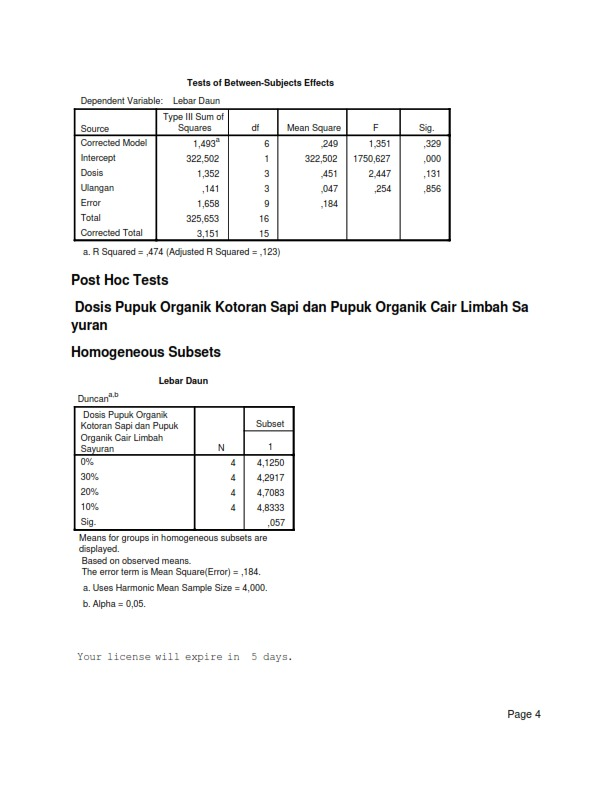 Tests of Between-Subjects Effects
Dependent Variable: Lebar Daun
Source Type III Sum of Squares df Mean Square F Sig.
Corrected Model 1,493a 6 ,249 1,351 ,329
Intercept 322,502 1 322,502 1750,627 ,000
Dosis 1,352 3 ,451 2,447 ,131
Ulangan ,141 3 ,047 ,254 ,856
Error 1,658 9 ,184
Total 325,653 16
Corrected Total 3,151 15
a. R Squared = ,474 (Adjusted R Squared = ,123)
Post Hoc Tests
Dosis Pupuk Organik Kotoran Sapi dan Pupuk Organik Cair Limbah Sa
yuran
Homogeneous Subsets
Lebar Daun
Duncana,b
Dosis Pupuk Organik
Kotoran Sapi dan Pupuk
Organik Cair Limbah
Sayuran N Subset
1
0% 4 4,1250
30% 4 4,2917
20% 4 4,7083
10% 4 4,8333
Sig. ,057
Means for groups in homogeneous subsets are
displayed.
Based on observed means.
The error term is Mean Square(Error) = ,184.
a. Uses Harmonic Mean Sample Size = 4,000.
b. Alpha = 0,05.
Your license will expire in 5 days.
Page 4